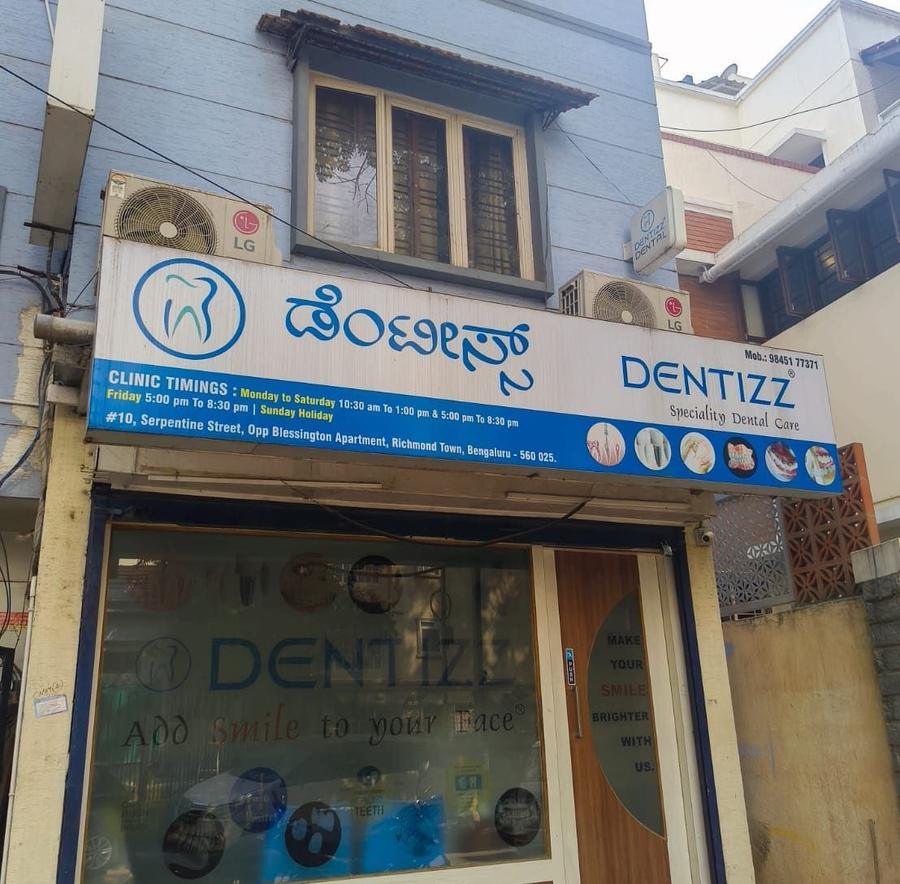 LG
DENTIZZ
DENTAL
LG
ಡೆಂಟೀಸ್ಸ್
Mob.: 98451 77371
DENTIZZ®
Speciality Dental Care
CLINIC TIMINGS : Monday to Saturday 10:30 am To 1:00 pm & 5:00 pm To 8:30 pm
Friday 5:00 pm To 8:30 pm | Sunday Holiday
#10, Serpentine Street, Opp Blessington Apartment, Richmond Town, Bengaluru - 560 025.
DENTIZZ
Add Smile to your Face®
TEETH
PUSH
MAKE
YOUR
SMILE
BRIGHTER
WITH
US.